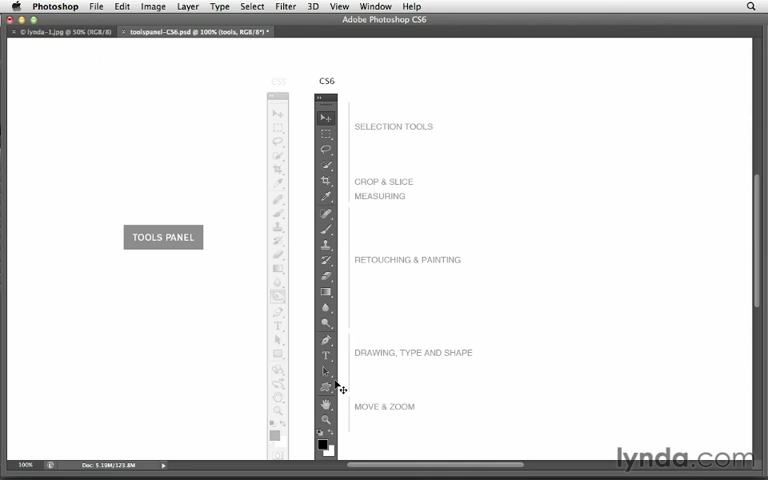 Photoshop File Edit Image Layer Type Select Filter 3D View Window Help
Adobe Photoshop CS6
× © lynda-1.jpg @ 50% (RGB/8) × toolspanel-CS6.psd @ 100% (tools, RGB/8*) *
CS5 CS6
SELECTION TOOLS
CROP & SLICE
MEASURING
TOOLS PANEL
RETOUCHING & PAINTING
DRAWING, TYPE AND SHAPE
MOVE & ZOOM
100% Doc: 5.19M/123.8M
lynda.com